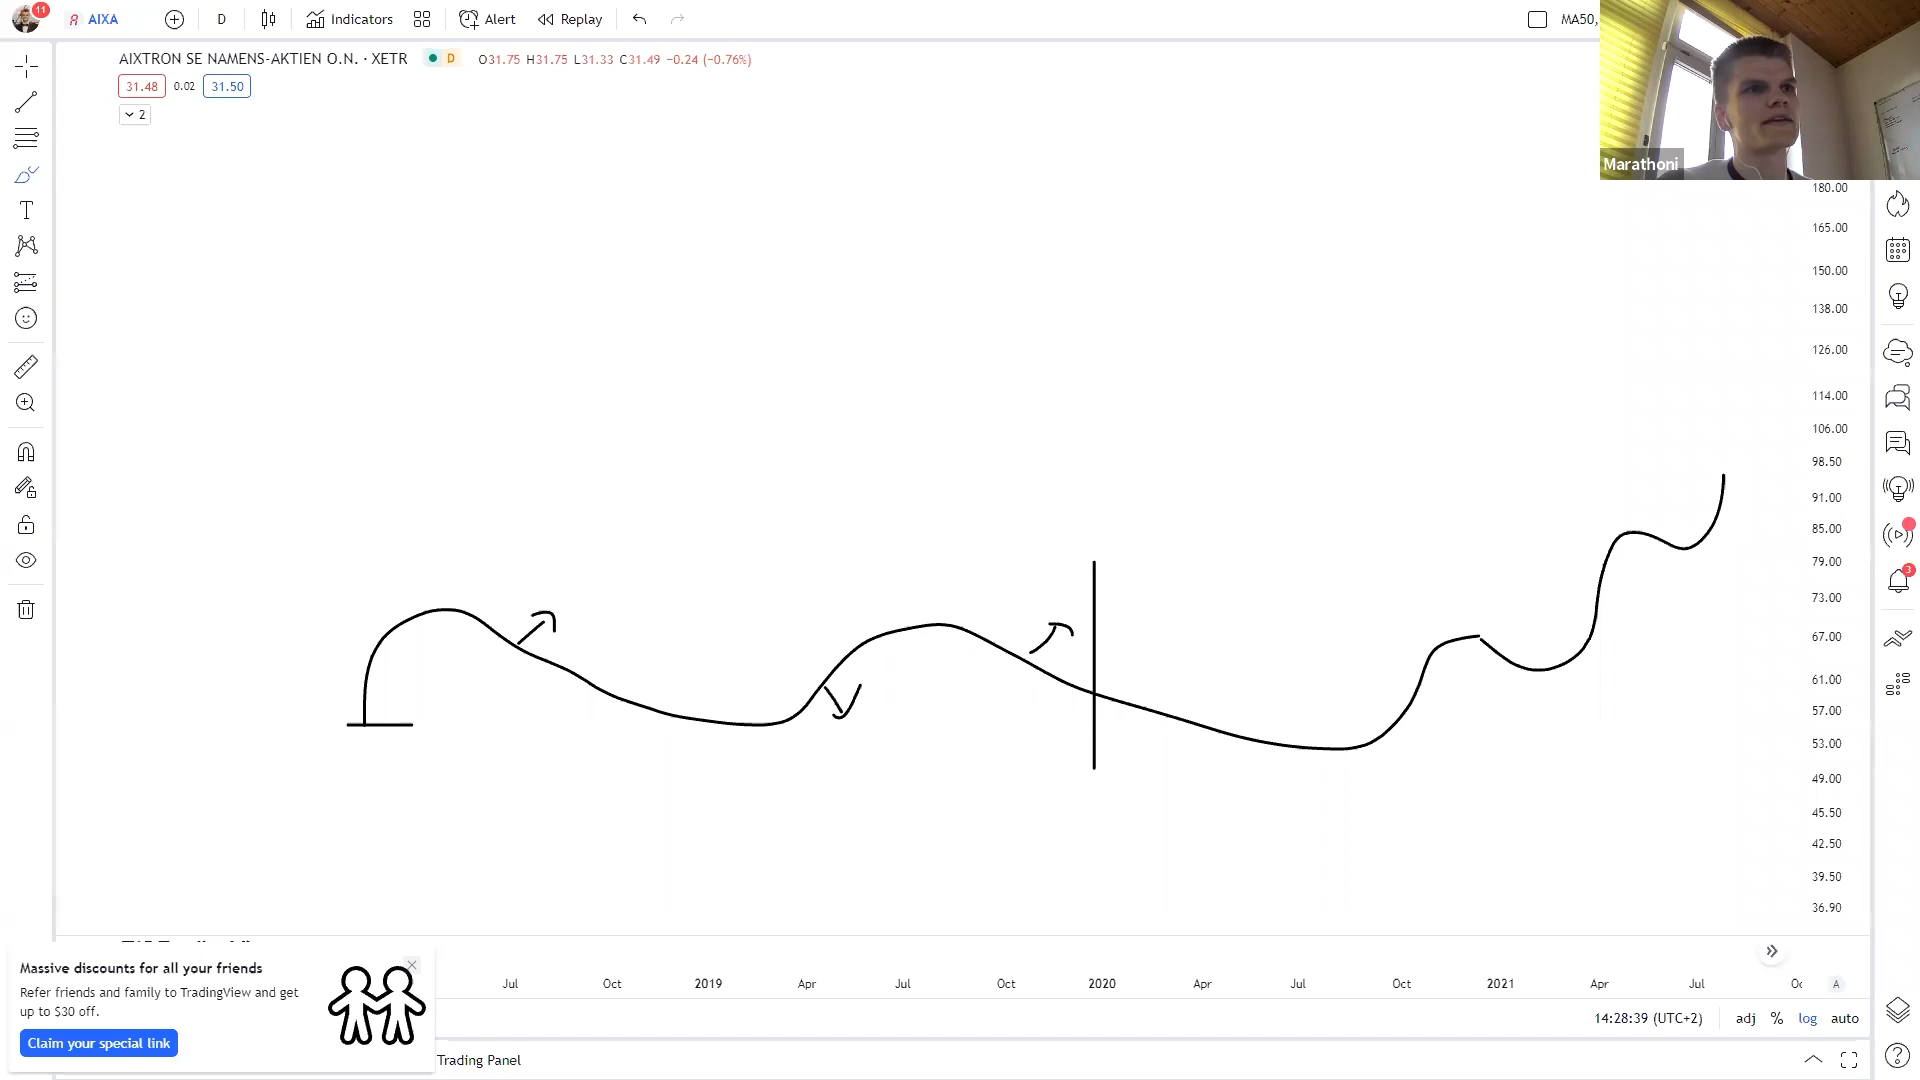 11
AIXA
D
Indicators
Alert
Replay
MA50,
AIXTRON SE NAMENS-AKTIEN O.N. · XETR
D
O31.75 H31.75 L31.33 C31.49 −0.24 (−0.76%)
31.48
0.02
31.50
2
Marathoni
180.00
165.00
150.00
138.00
126.00
114.00
106.00
98.50
91.00
85.00
79.00
73.00
67.00
61.00
57.00
53.00
49.00
45.50
42.50
39.50
36.90
3
Massive discounts for all your friends
Refer friends and family to TradingView and get
up to $30 off.
Claim your special link
Jul
Oct
2019
Apr
Jul
Oct
2020
Apr
Jul
Oct
2021
Apr
Jul
A
14:28:39 (UTC+2)
adj
%
log
auto
Trading Panel